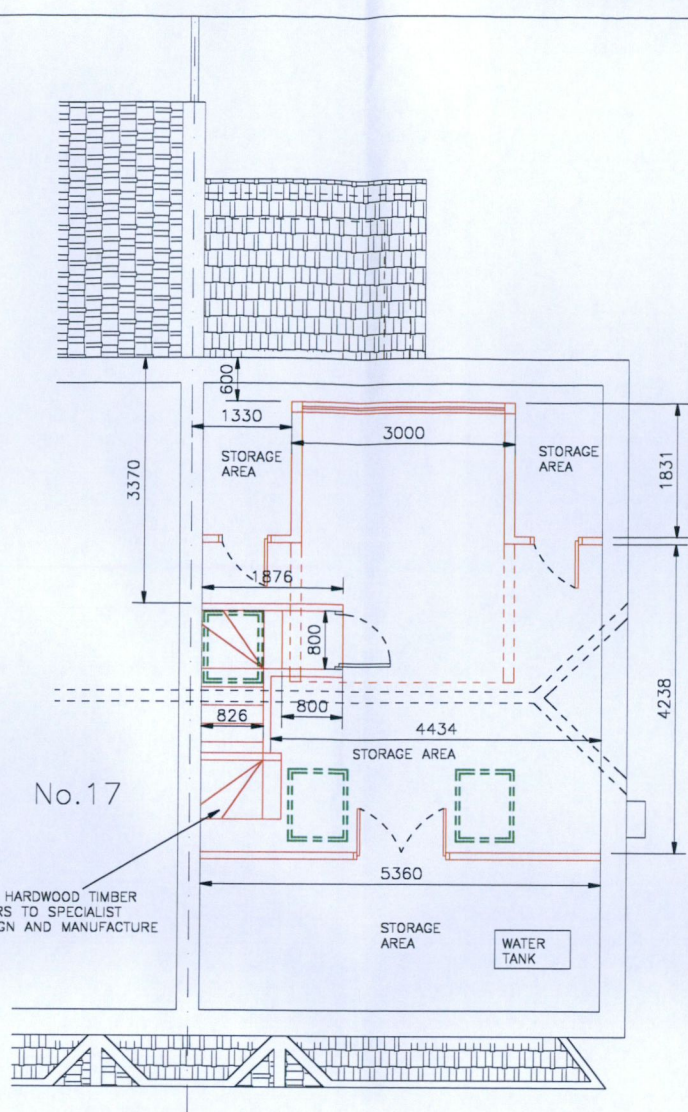 600
1330
3000
STORAGE
AREA
STORAGE
AREA
1831
3370
1876
800
826
800
4434
4238
STORAGE AREA
No.17
HARDWOOD TIMBER
RS TO SPECIALIST
GN AND MANUFACTURE
5360
STORAGE
AREA
WATER
TANK